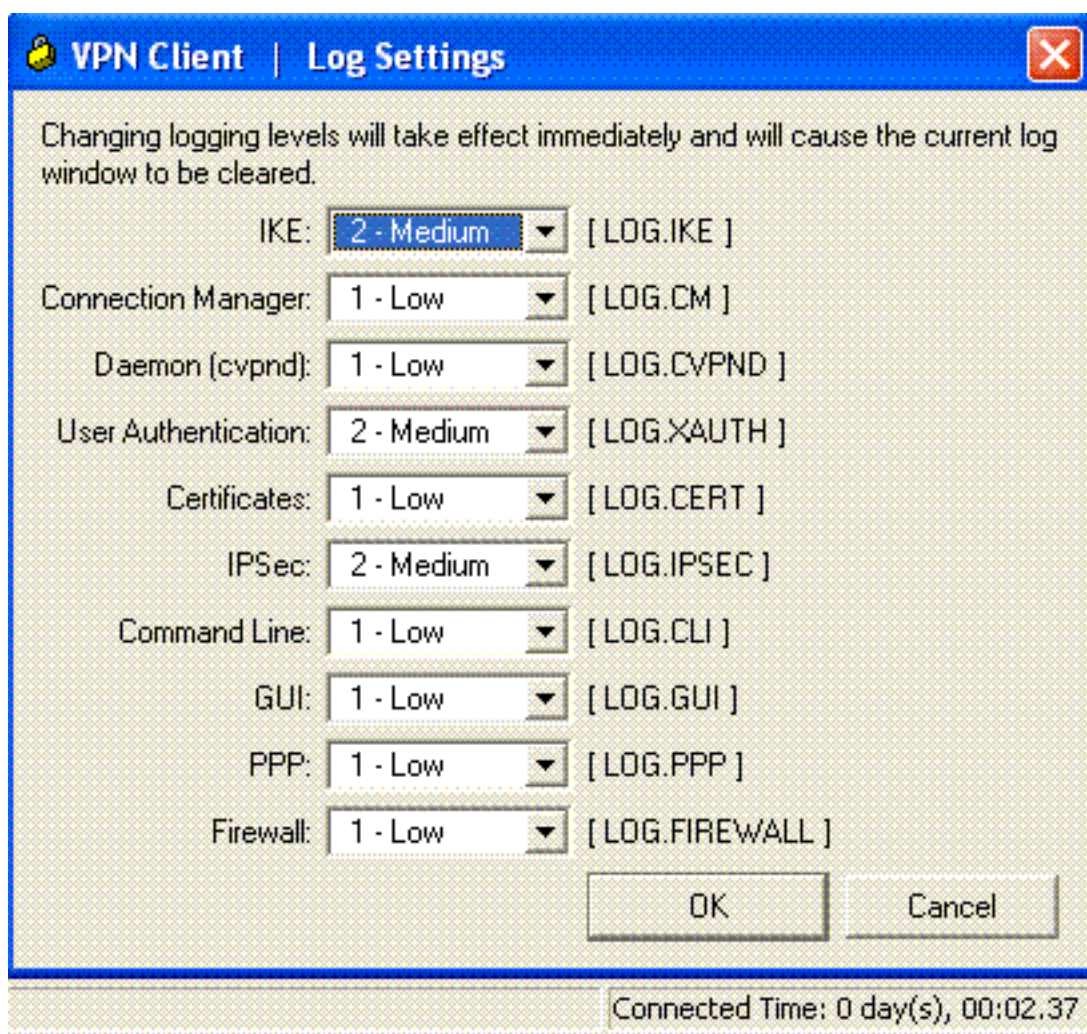 VPN Client | Log Settings
Changing logging levels will take effect immediately and will cause the current log
window to be cleared.
IKE: 2 - Medium [ LOG.IKE ]
Connection Manager: 1 - Low [ LOG.CM ]
Daemon (cvpnd): 1 - Low [ LOG.CVPND ]
User Authentication: 2 - Medium [ LOG.XAUTH ]
Certificates: 1 - Low [ LOG.CERT ]
IPSec: 2 - Medium [ LOG.IPSEC ]
Command Line: 1 - Low [ LOG.CLI ]
GUI: 1 - Low [ LOG.GUI ]
PPP: 1 - Low [ LOG.PPP ]
Firewall: 1 - Low [ LOG.FIREWALL ]
OK Cancel
Connected Time: 0 day(s), 00:02.37